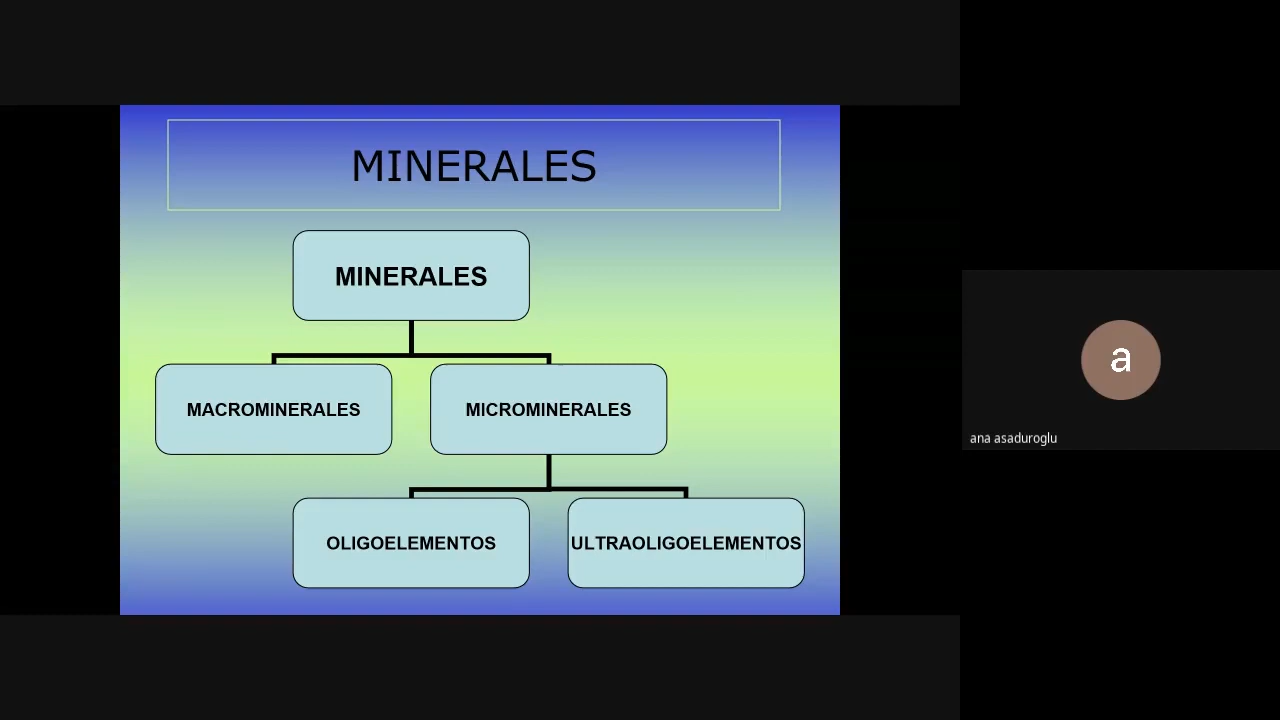 MINERALES
MINERALES
MACROMINERALES
MICROMINERALES
OLIGOELEMENTOS
ULTRAOLIGOELEMENTOS
a
ana asaduroglu